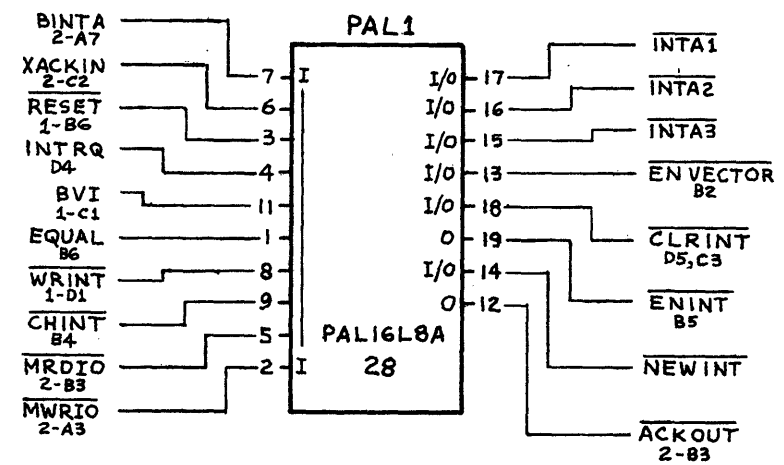 PAL1
BINTA
2-A7
XACKIN
2-C2
RESET
1-B6
INTRQ
D4
BVI
1-C1
EQUAL
B6
WRINT
1-D1
CHINT
B4
MRDIO
2-B3
MWRIO
2-A3
7 I
6
3
4
11
1
8
9
5
2 I
PAL16L8A
28
I/O 17
I/O 16
I/O 15
I/O 13
I/O 18
O 19
I/O 14
O 12
INTA1
INTA2
INTA3
ENVECTOR
B2
CLRINT
D5,C3
ENINT
B5
NEWINT
ACKOUT
2-B3